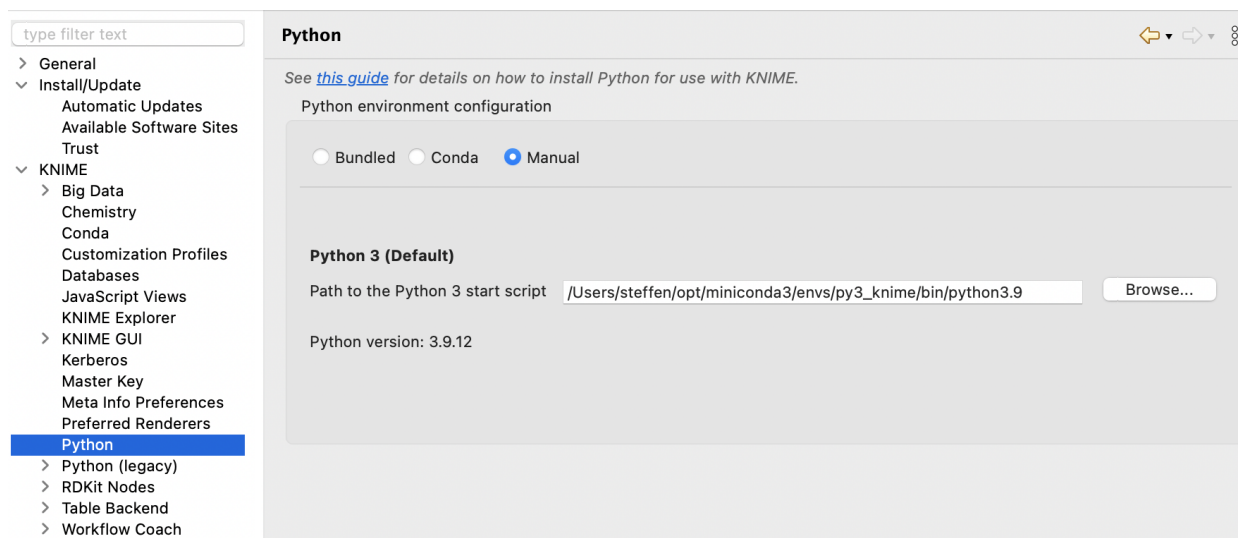 type filter text
General
Install/Update
Automatic Updates
Available Software Sites
Trust
KNIME
Big Data
Chemistry
Conda
Customization Profiles
Databases
JavaScript Views
KNIME Explorer
KNIME GUI
Kerberos
Master Key
Meta Info Preferences
Preferred Renderers
Python
Python (legacy)
RDKit Nodes
Table Backend
Workflow Coach
Python
See this guide for details on how to install Python for use with KNIME.
Python environment configuration
Bundled Conda Manual
Python 3 (Default)
Path to the Python 3 start script /Users/steffen/opt/miniconda3/envs/py3_knime/bin/python3.9 Browse...
Python version: 3.9.12